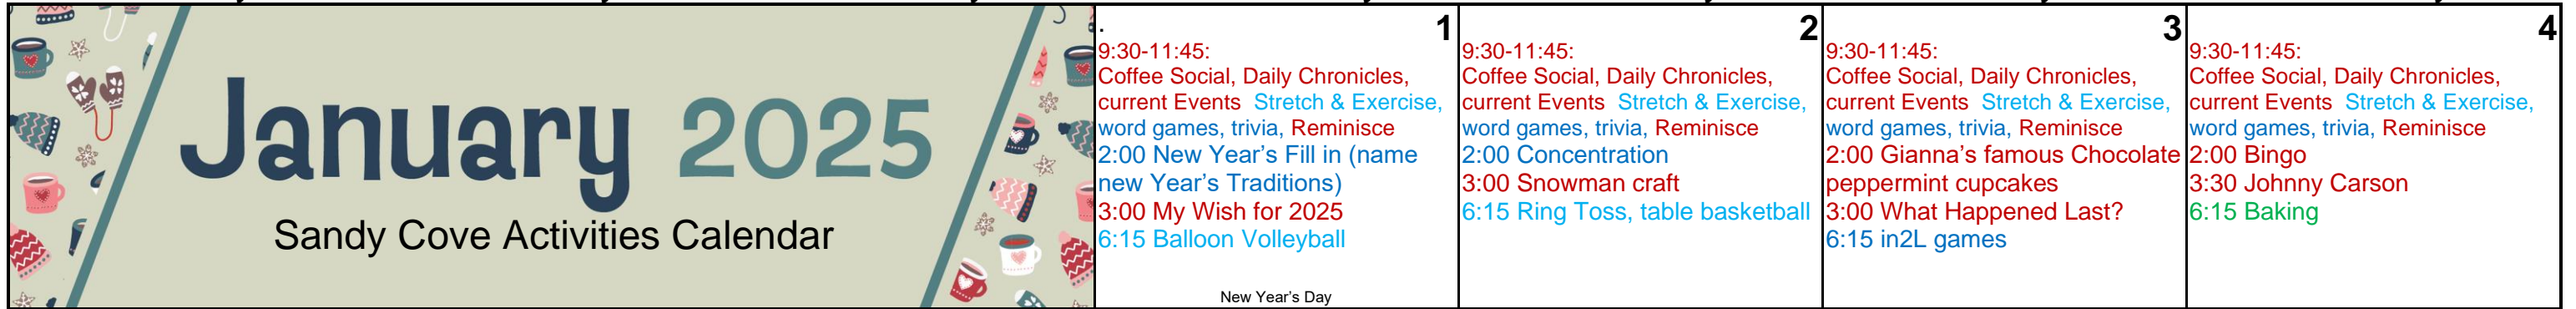 January 2025
Sandy Cove Activities Calendar
.
1
9:30-11:45:
Coffee Social, Daily Chronicles,
current Events  Stretch & Exercise,
word games, trivia, Reminisce
2:00 New Year’s Fill in (name
new Year’s Traditions)
3:00 My Wish for 2025
6:15 Balloon Volleyball
New Year’s Day
2
9:30-11:45:
Coffee Social, Daily Chronicles,
current Events  Stretch & Exercise,
word games, trivia, Reminisce
2:00 Concentration
3:00 Snowman craft
6:15 Ring Toss, table basketball
3
9:30-11:45:
Coffee Social, Daily Chronicles,
current Events  Stretch & Exercise,
word games, trivia, Reminisce
2:00 Gianna’s famous Chocolate
peppermint cupcakes
3:00 What Happened Last?
6:15 in2L games
4
9:30-11:45:
Coffee Social, Daily Chronicles,
current Events  Stretch & Exercise,
word games, trivia, Reminisce
2:00 Bingo
3:30 Johnny Carson
6:15 Baking